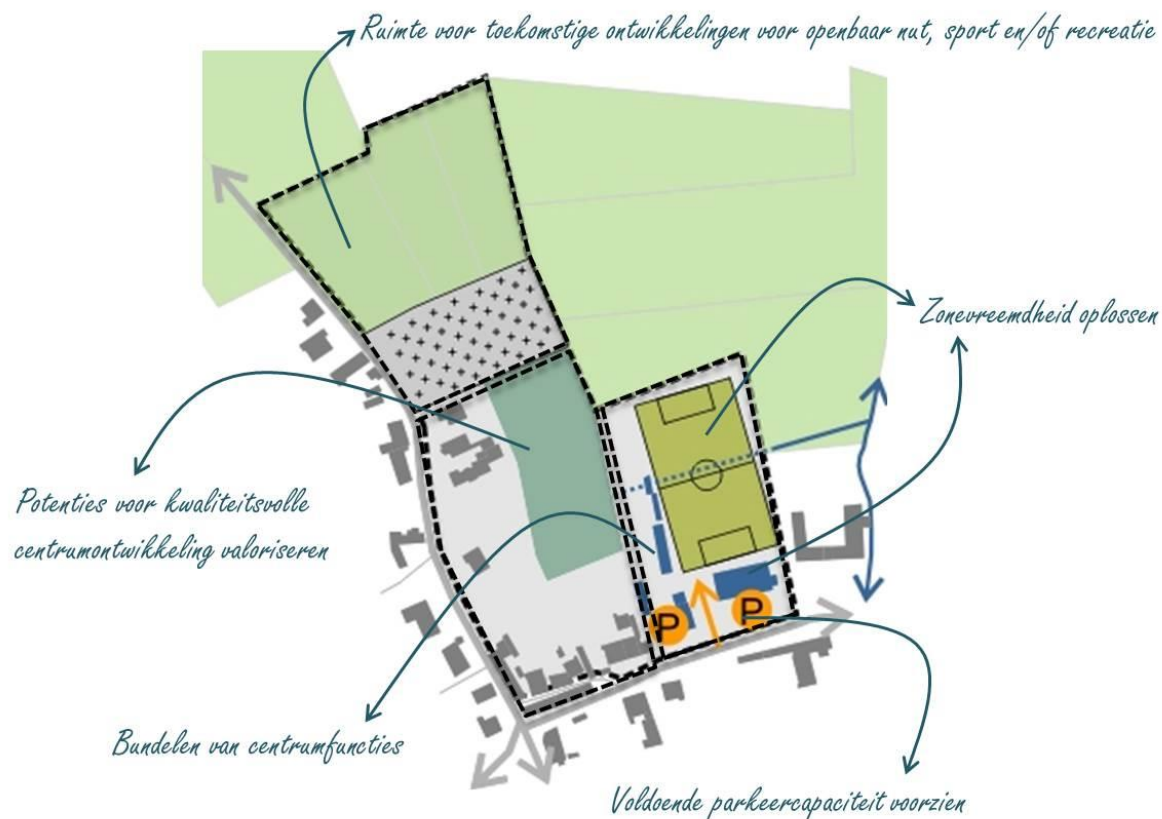 Ruimte voor toekomstige ontwikkelingen voor openbaar nut, sport en/of recreatie
Zonevreemdheid oplossen
Potenties voor kwaliteitsvolle
centrumontwikkeling valoriseren
P
P
Bundelen van centrumfuncties
Voldoende parkeercapaciteit voorzien